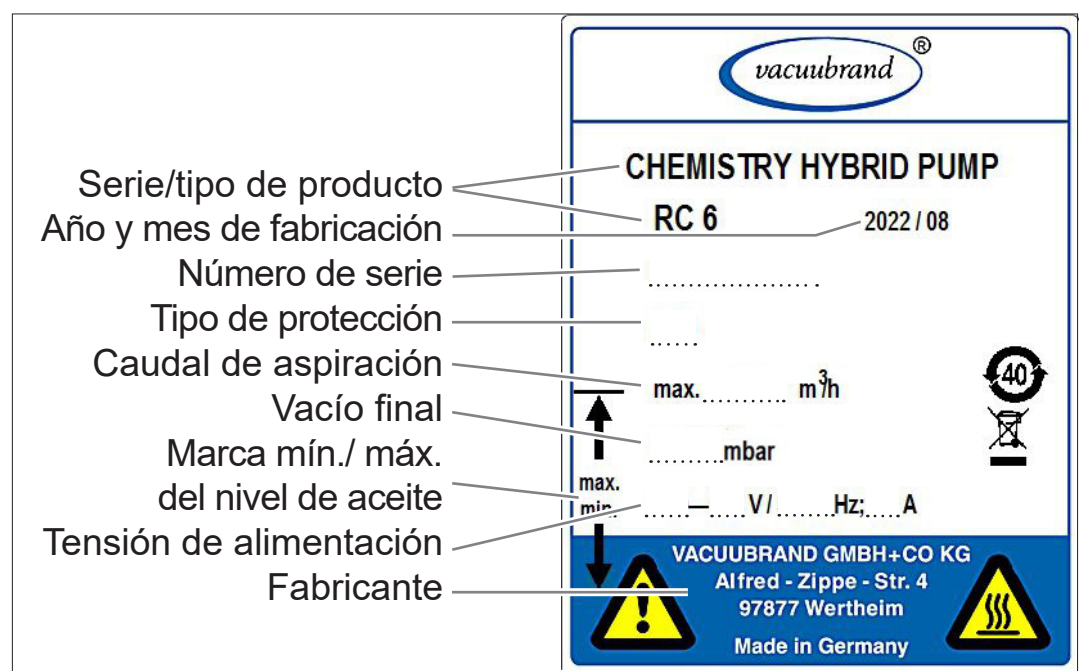 vacuubrand ®
Serie/tipo de producto
CHEMISTRY HYBRID PUMP
RC 6
Año y mes de fabricación
2022 / 08
Número de serie
................... .
Tipo de protección
......
Caudal de aspiración
max........... m³h
40
Vacío final
.........mbar
Marca mín./ máx.
del nivel de aceite
max.
min.
Tensión de alimentación
......—.....V / .......Hz;....A
Fabricante
VACUUBRAND GMBH+CO KG
Alfred - Zippe - Str. 4
97877 Wertheim
Made in Germany